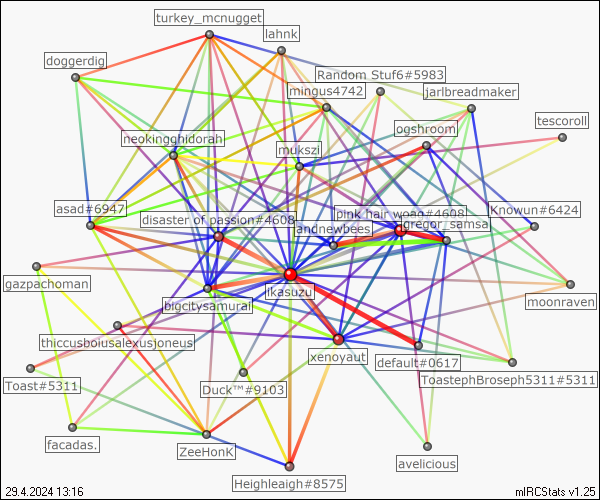 turkey_mcnugget
lahnk
doggerdig
Random Stuf6#5983
mingus4742
jarlbreadmaker
tescoroll
ogshroom
neokingghidorah
mukszi
asad#6947
disaster of passion#4608
pink hair woag#4608
Knowun#6424
landnewbees
gregor_samsa
gazpachoman
ikasuzu
moonraven
bigcitysamurai
thiccusboiusalexusjoneus
xenoyaut
default#0617
Toast#5311
Duck™#9103
ToastephBroseph5311#5311
facadas.
ZeeHonK
avelicious
Heighleaigh#8575
29.4.2024 13:16
mIRCStats v1.25